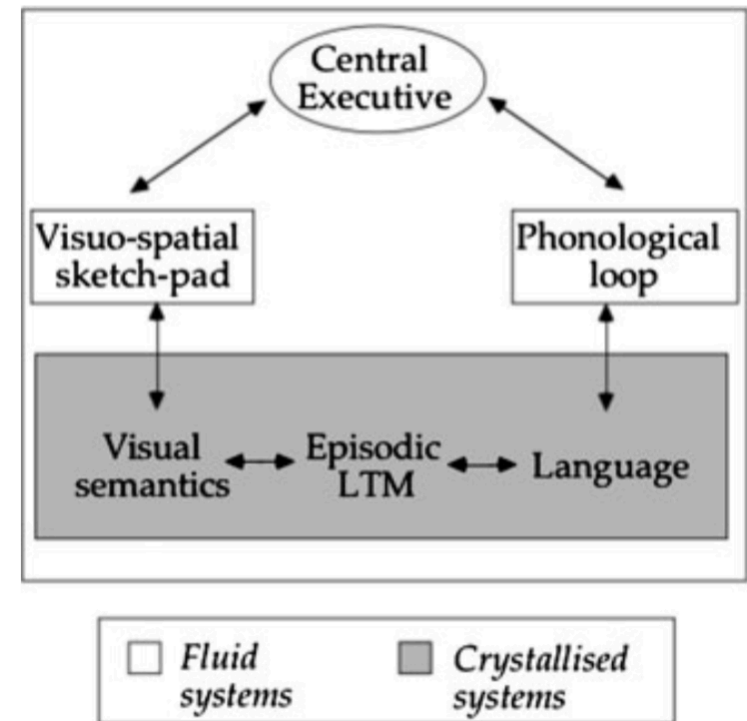 Central
Executive
Visuo-spatial
sketch-pad
Phonological
loop
Visual
semantics
Episodic
LTM
Language
Fluid
systems
Crystallised
systems